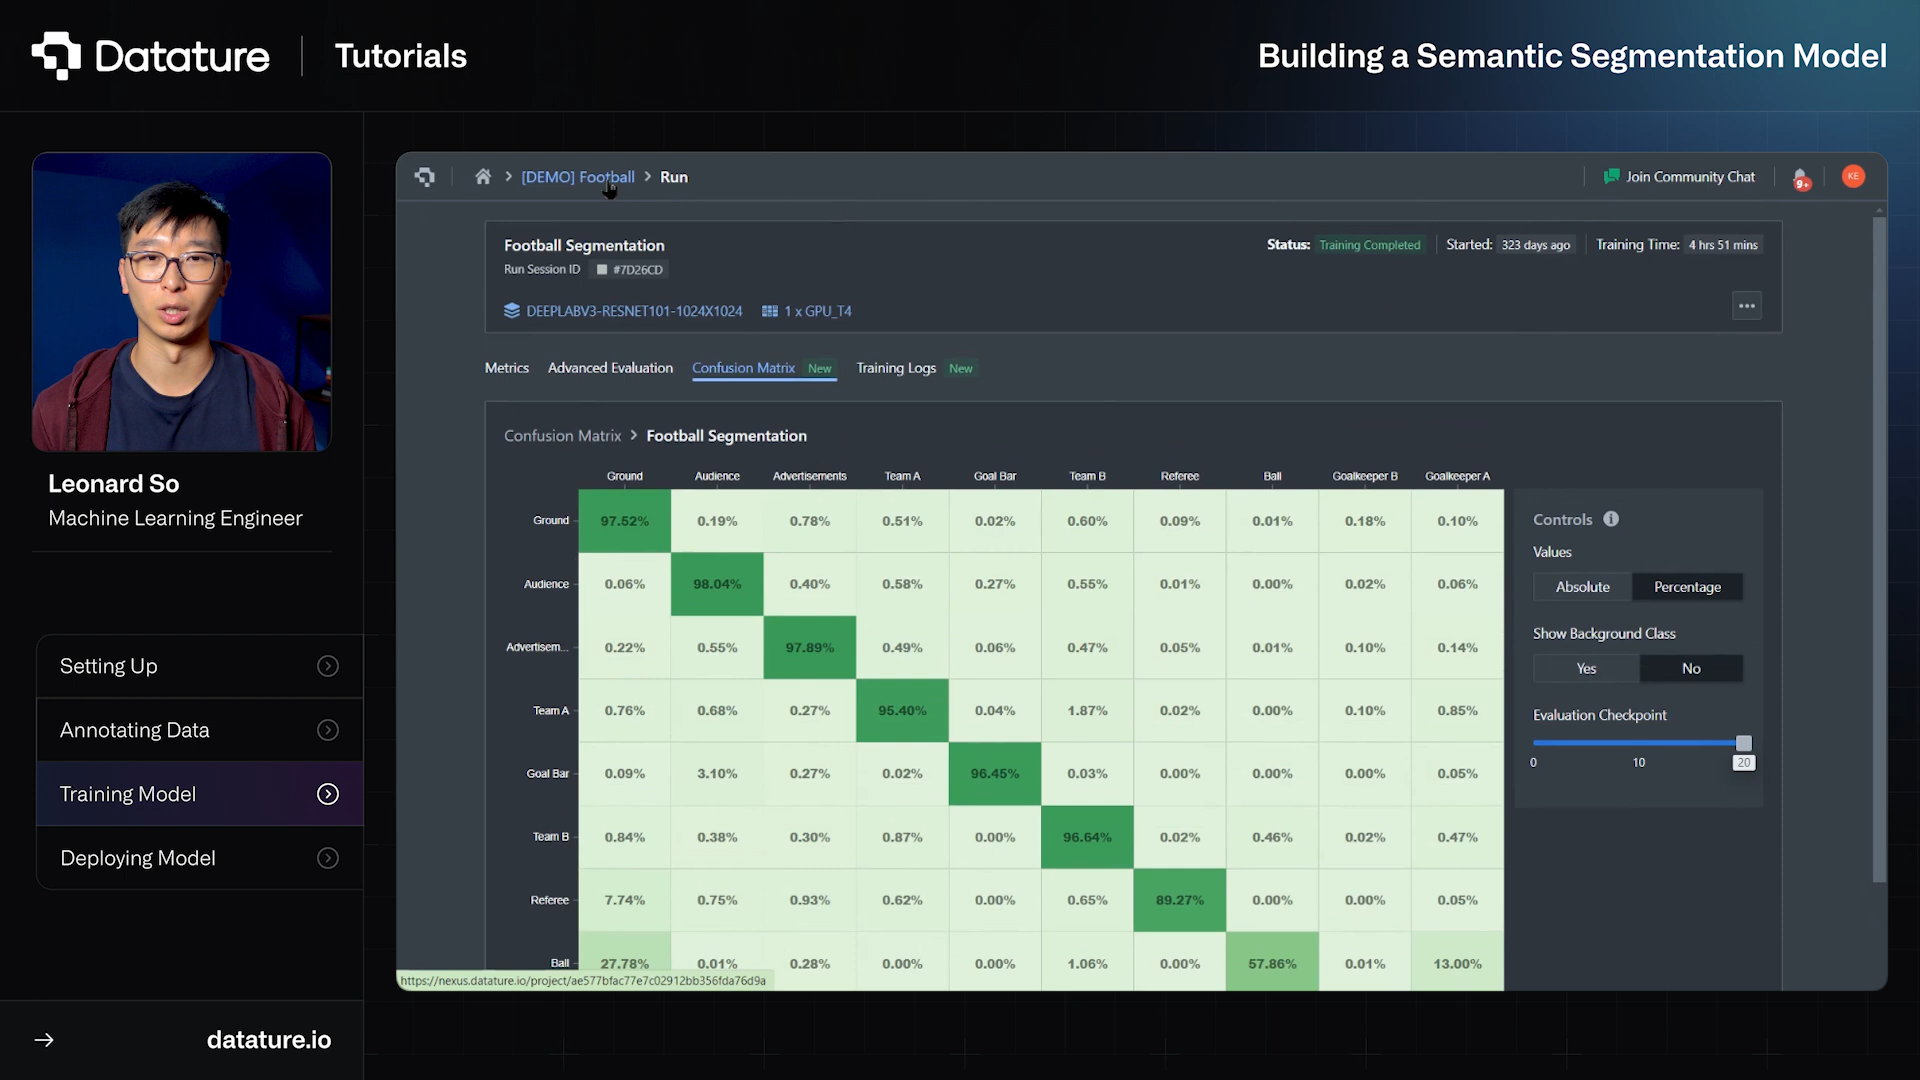 Datature
Tutorials
Building a Semantic Segmentation Model
Leonard So
Machine Learning Engineer
Setting Up
Annotating Data
Training Model
Deploying Model
datature.io
[DEMO] Football > Run
Join Community Chat
9+
KE
Football Segmentation
Run Session ID #7D26CD
Status: Training Completed
Started: 323 days ago
Training Time: 4 hrs 51 mins
DEEPLABV3-RESNET101-1024X1024
1 x GPU_T4
Metrics
Advanced Evaluation
Confusion Matrix New
Training Logs New
Confusion Matrix > Football Segmentation
Ground Audience Advertisements Team A Goal Bar Team B Referee Ball Goalkeeper B Goalkeeper A
Ground 97.52% 0.19% 0.78% 0.51% 0.02% 0.60% 0.09% 0.01% 0.18% 0.10%
Audience 0.06% 98.04% 0.40% 0.58% 0.27% 0.55% 0.01% 0.00% 0.02% 0.06%
Advertisem... 0.22% 0.55% 97.89% 0.49% 0.06% 0.47% 0.05% 0.01% 0.10% 0.14%
Team A 0.76% 0.68% 0.27% 95.40% 0.04% 1.87% 0.02% 0.00% 0.10% 0.85%
Goal Bar 0.09% 3.10% 0.27% 0.02% 96.45% 0.03% 0.00% 0.00% 0.00% 0.05%
Team B 0.84% 0.38% 0.30% 0.87% 0.00% 96.64% 0.02% 0.46% 0.02% 0.47%
Referee 7.74% 0.75% 0.93% 0.62% 0.00% 0.65% 89.27% 0.00% 0.00% 0.05%
Ball 27.78% 0.01% 0.28% 0.00% 0.00% 1.06% 0.00% 57.86% 0.01% 13.00%
https://nexus.datature.io/project/ae577bfac77e7c02912bb356fda76d9a
Controls
Values
Absolute Percentage
Show Background Class
Yes No
Evaluation Checkpoint
0 10 20